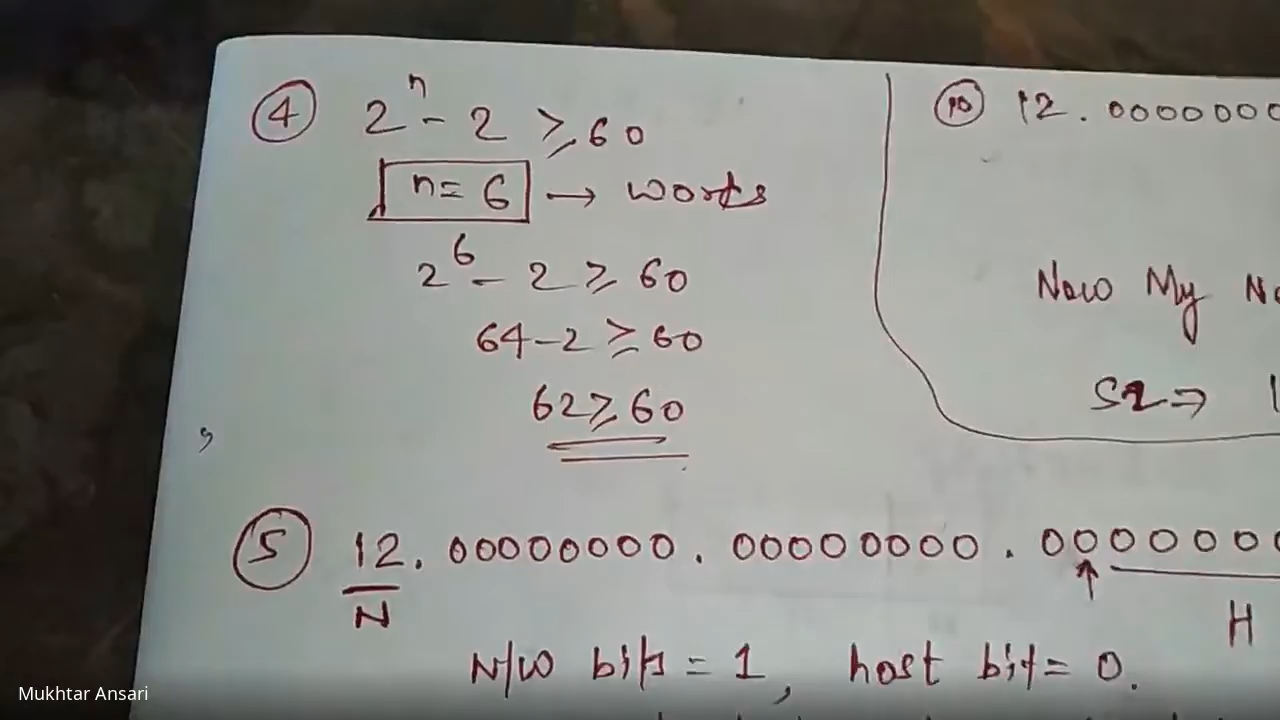 ④ 2ⁿ - 2 ≥ 60
n = 6 → works
2⁶ - 2 ≥ 60
64 - 2 ≥ 60
62 ≥ 60
⑩ 12.0000000
Now My
S2 ⇒
⑤ 12.00000000.00000000.000000
N
H
N/W bits = 1, host bit = 0.
Mukhtar Ansari